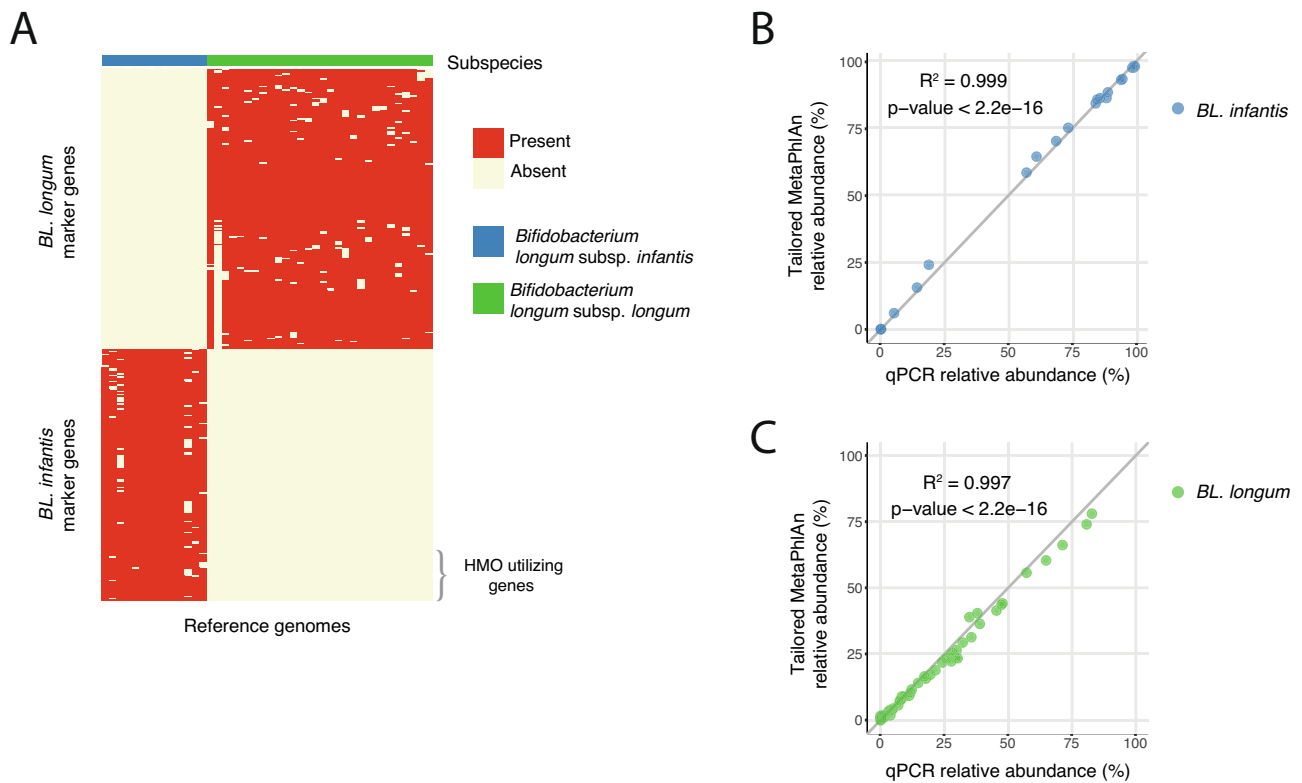 A
Subspecies
BL. longum
marker genes
Present
Absent
Bifidobacterium
longum subsp. infantis
Bifidobacterium
longum subsp. longum
BL. infantis
marker genes
HMO utilizing
genes
Reference genomes
B
R² = 0.999
p−value < 2.2e−16
Tailored MetaPhlAn
relative abundance (%)
100
75
50
25
0
0 25 50 75 100
qPCR relative abundance (%)
BL. infantis
C
R² = 0.997
p−value < 2.2e−16
Tailored MetaPhlAn
relative abundance (%)
100
75
50
25
0
0 25 50 75 100
qPCR relative abundance (%)
BL. longum